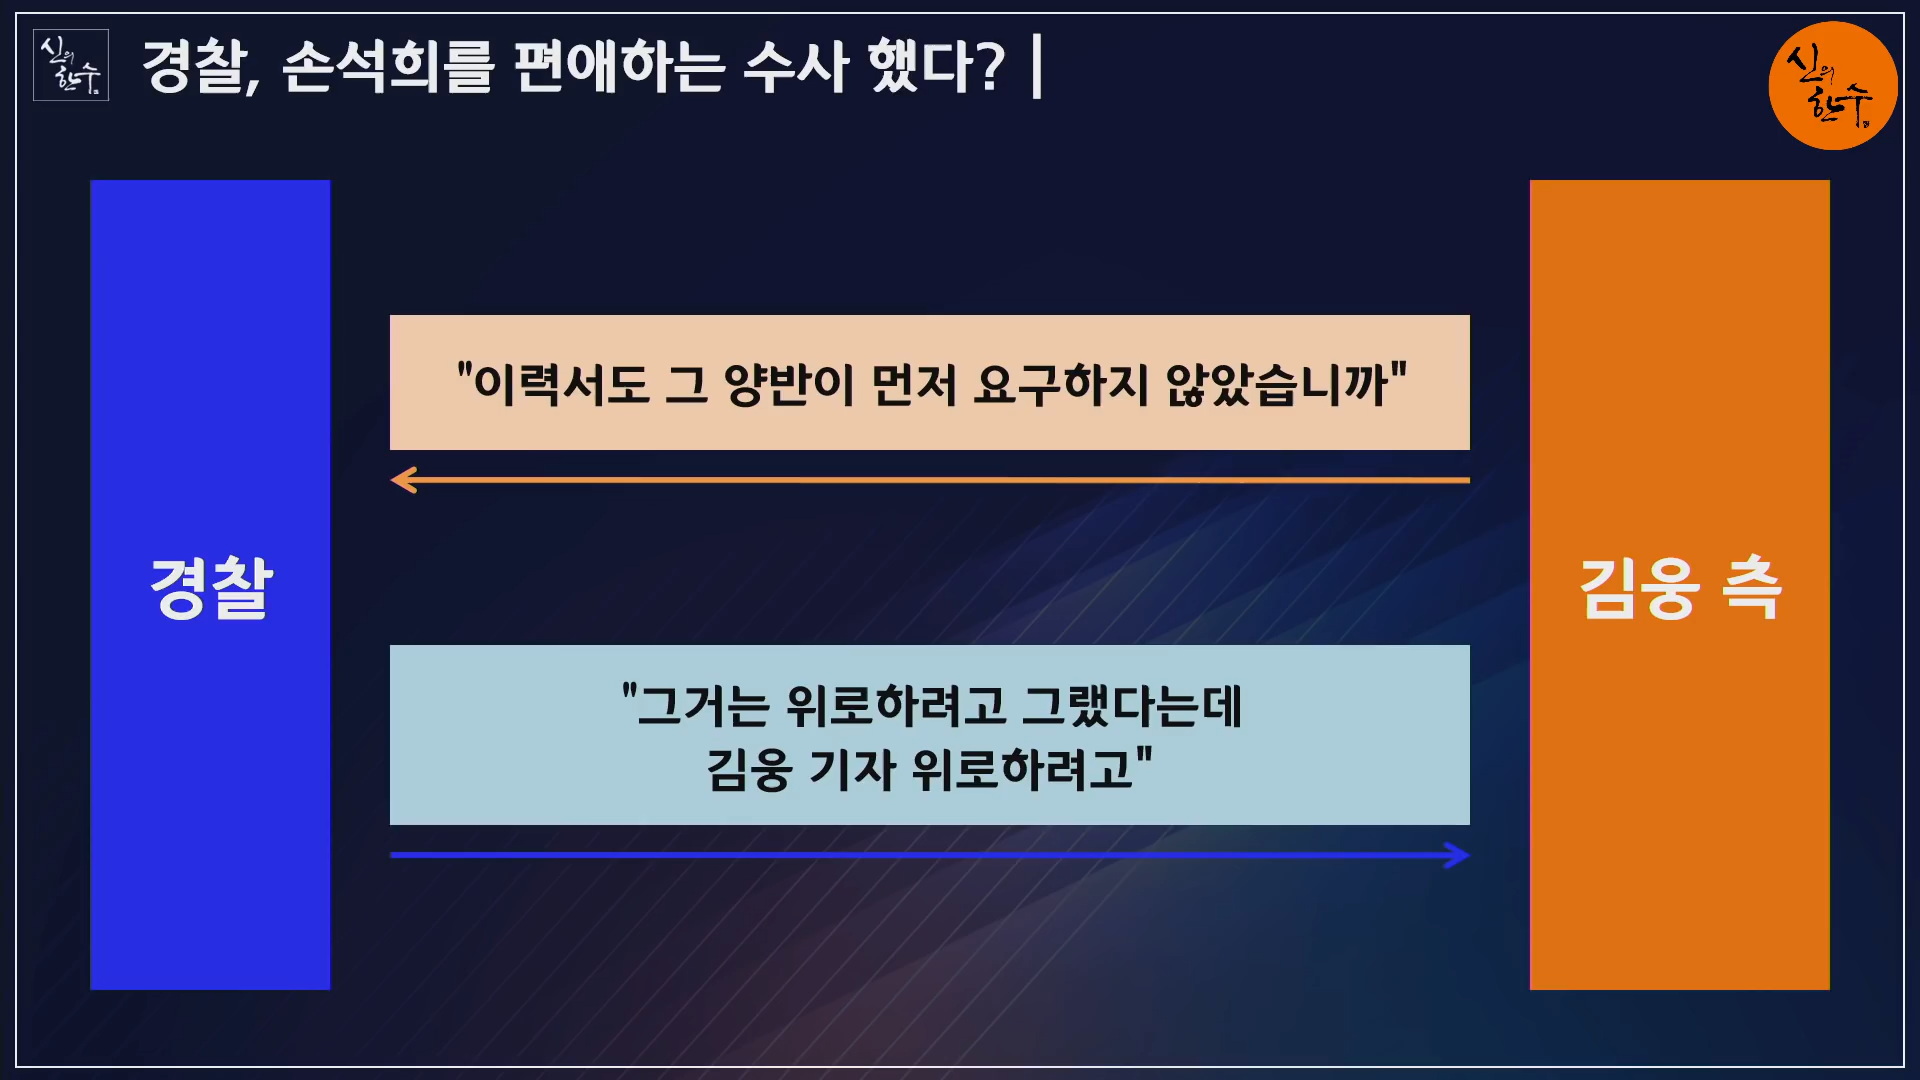 신의
한수
경찰, 손석희를 편애하는 수사 했다?
신의
한수
"이력서도 그 양반이 먼저 요구하지 않았습니까"
경찰
김웅 측
"그거는 위로하려고 그랬다는데
김웅 기자 위로하려고"